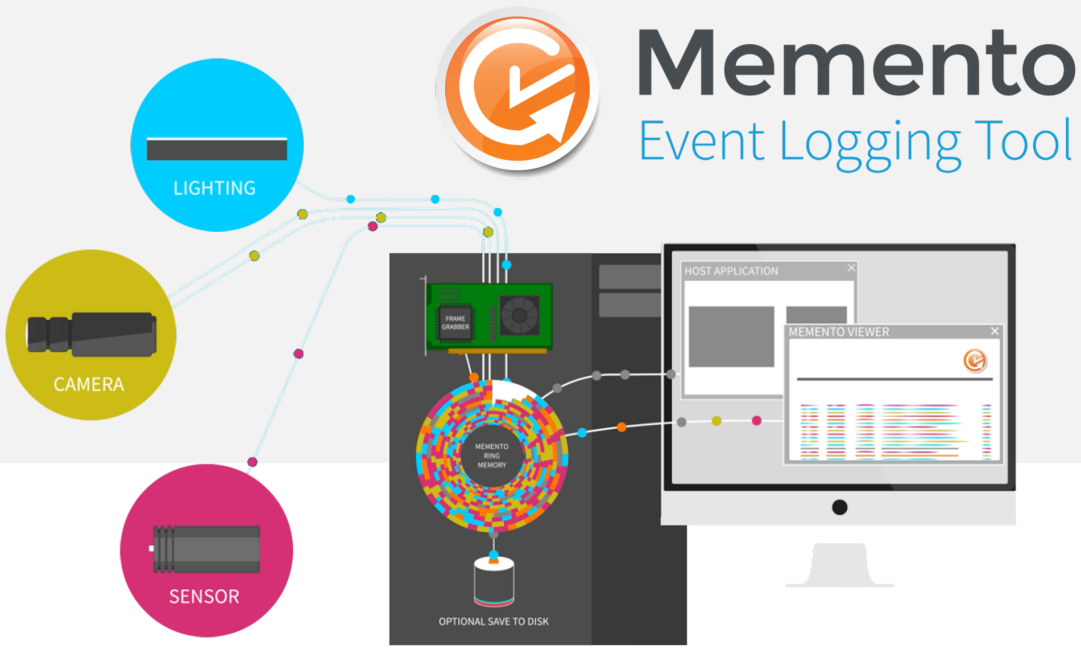 Memento
Event Logging Tool
LIGHTING
CAMERA
SENSOR
FRAME
GRABBER
MEMENTO
RING
MEMORY
OPTIONAL SAVE TO DISK
HOST APPLICATION
MEMENTO VIEWER